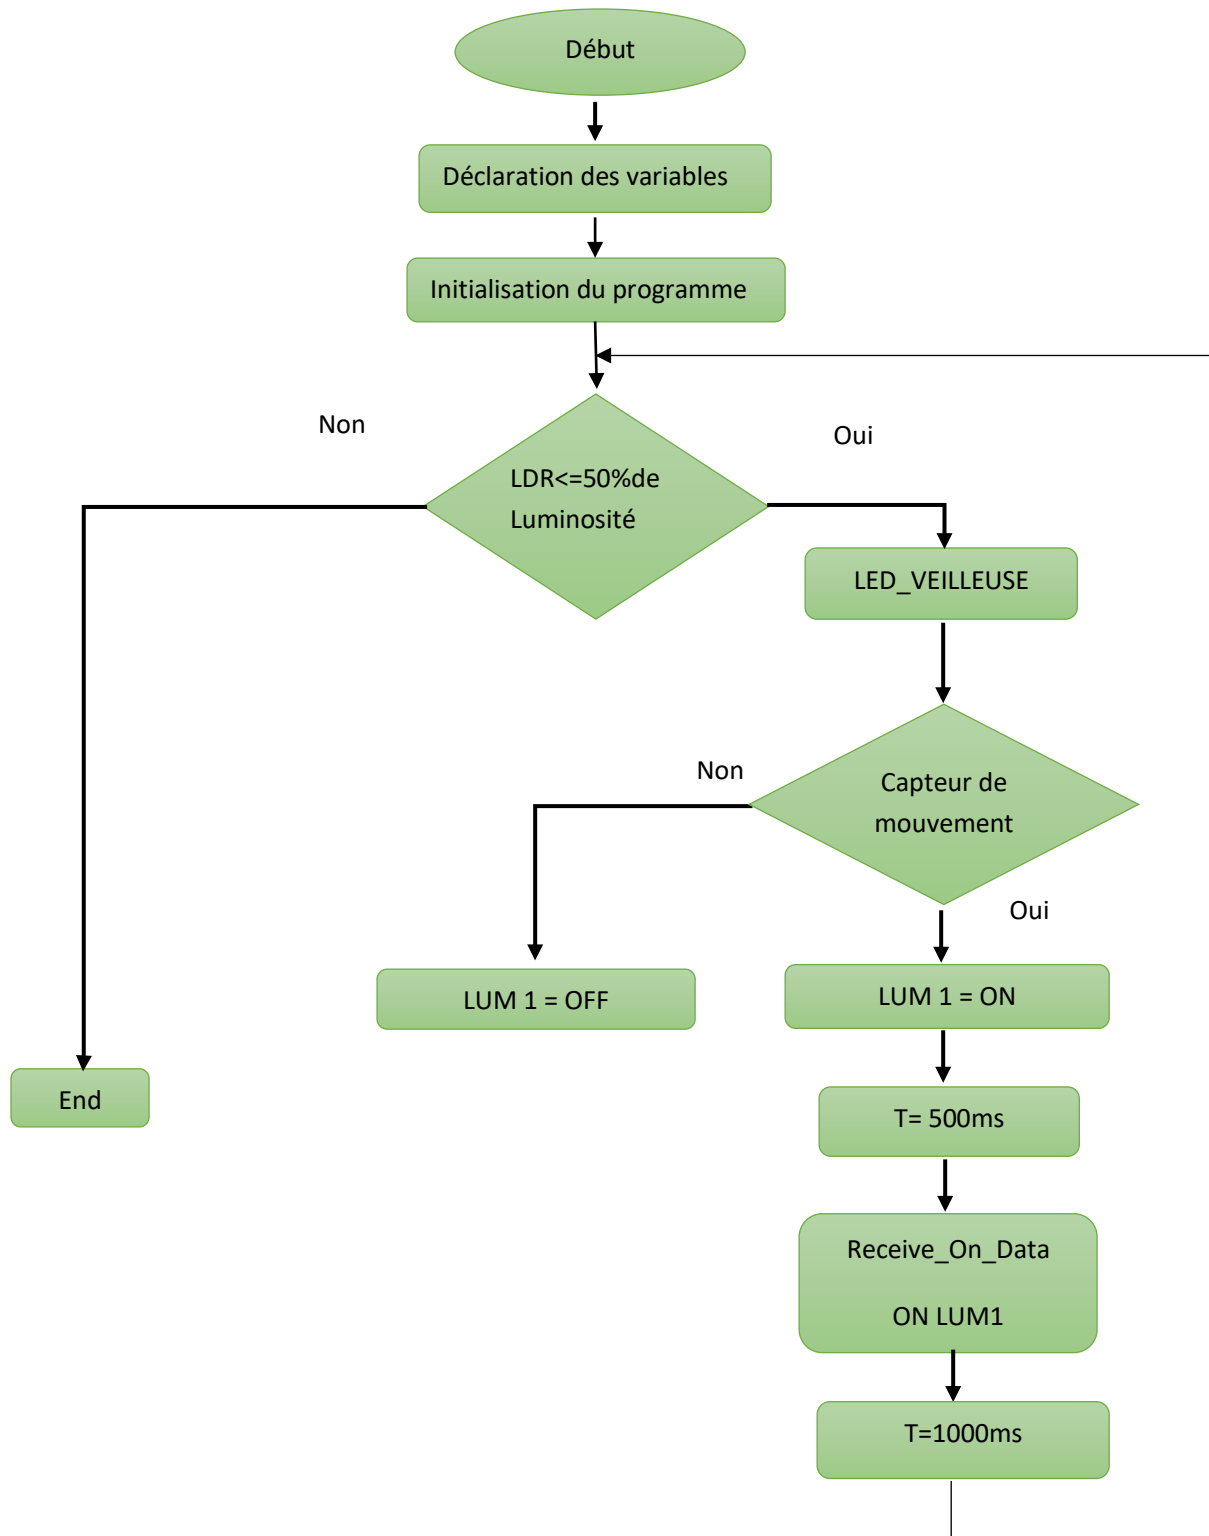 Début
Déclaration des variables
Initialisation du programme
Non
Oui
LDR<=50%de
Luminosité
LED_VEILLEUSE
Non
Capteur de
mouvement
Oui
LUM 1 = OFF
LUM 1 = ON
End
T= 500ms
Receive_On_Data
ON LUM1
T=1000ms